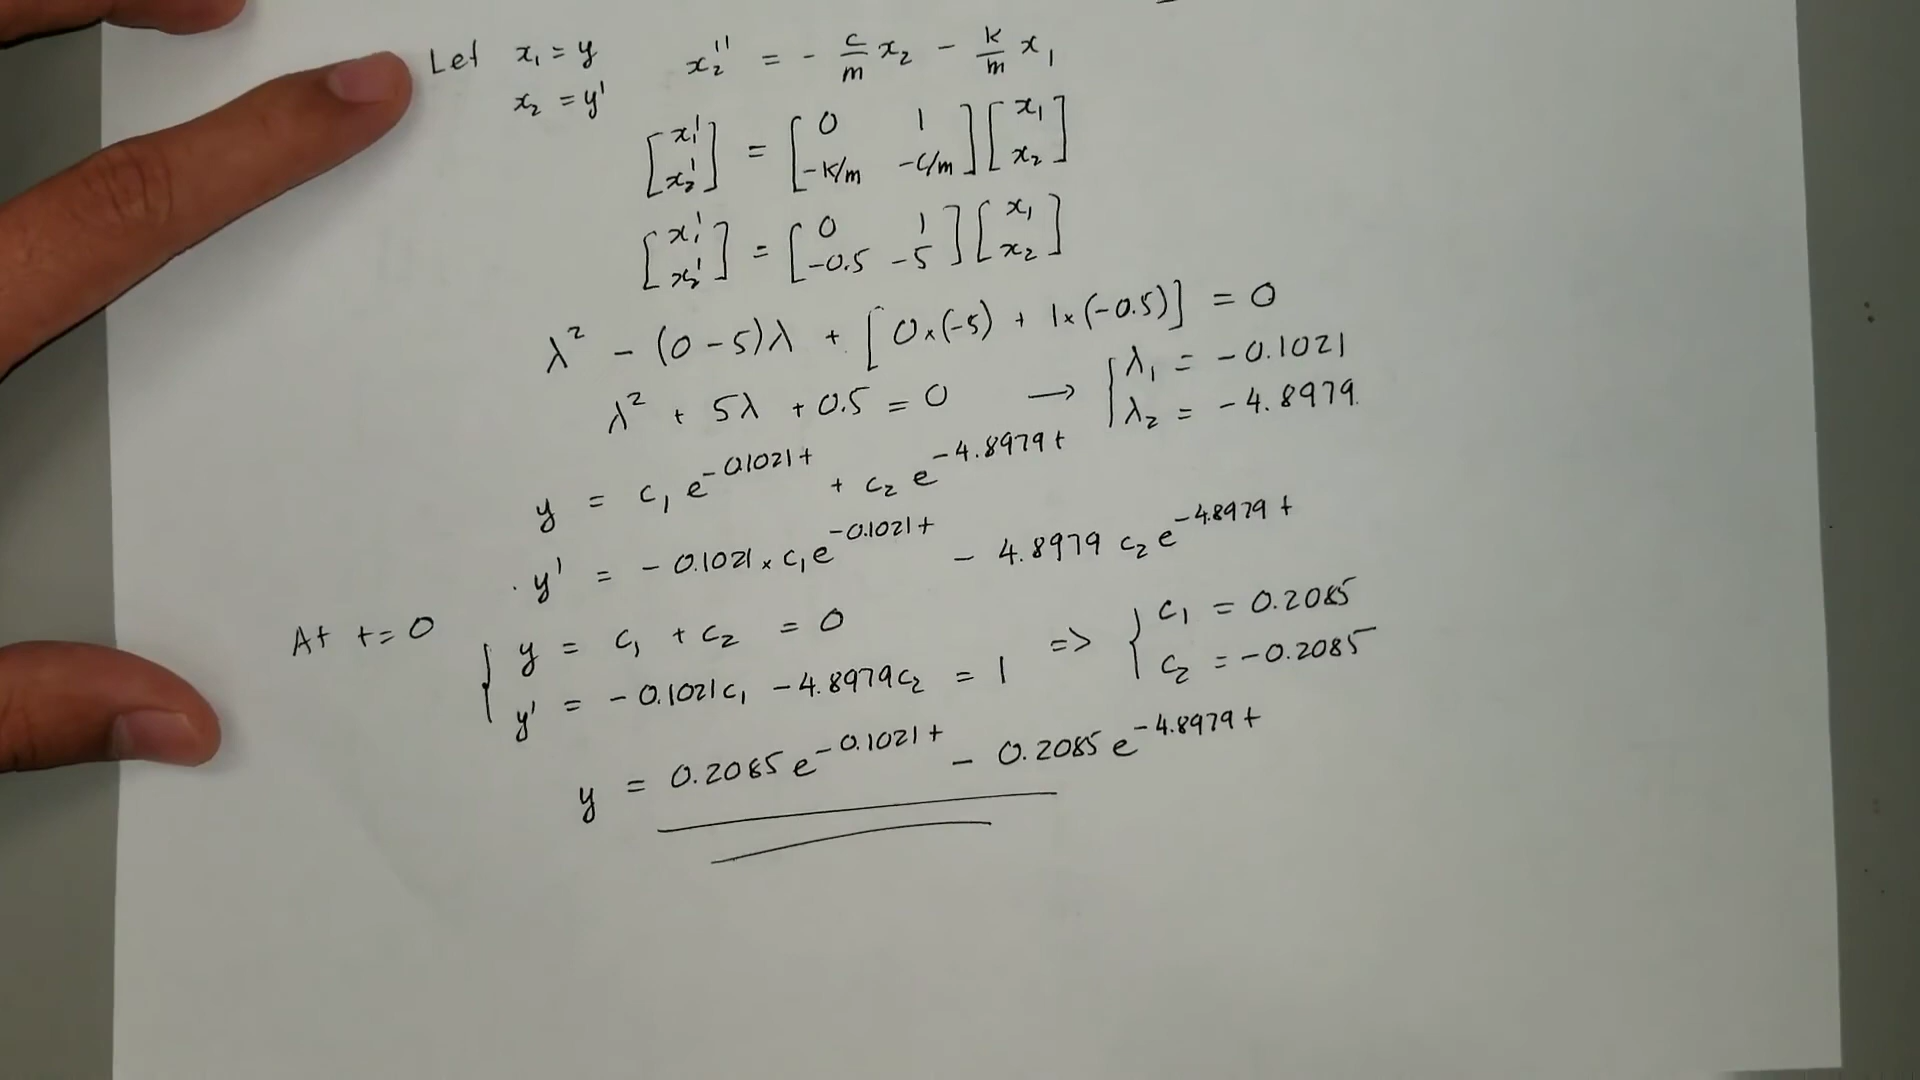 Let x₁ = y x₂'' = - c/m x₂ - k/m x₁
x₂ = y'
[x₁' x₂'] = [0 1 -k/m -c/m] [x₁ x₂]
[x₁' x₂'] = [0 1 -0.5 -5] [x₁ x₂]
λ² - (0 - 5)λ + [0×(-5) + 1×(-0.5)] = 0
λ² + 5λ + 0.5 = 0 → { λ₁ = -0.1021
λ₂ = -4.8979
y = c₁ e^-0.1021t + c₂ e^-4.8979t
y' = - 0.1021 × c₁ e^-0.1021t - 4.8979 c₂ e^-4.8979t
At t = 0 { y = c₁ + c₂ = 0 => { c₁ = 0.2085
y' = - 0.1021 c₁ - 4.8979 c₂ = 1 c₂ = -0.2085
y = 0.2085 e^-0.1021t - 0.2085 e^-4.8979t